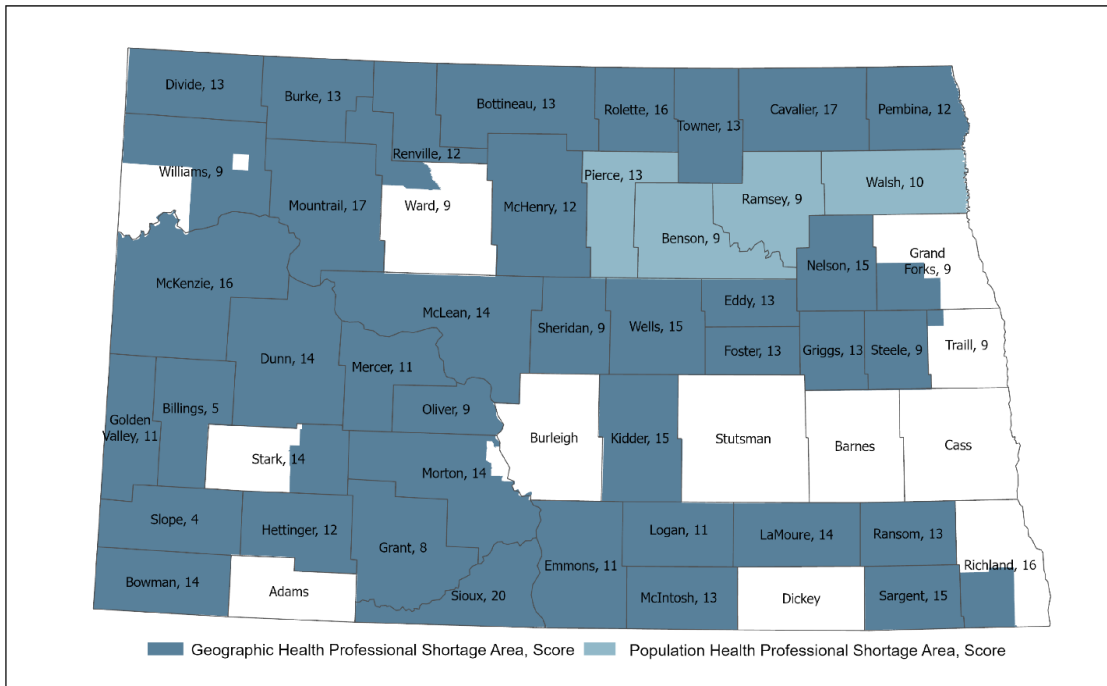 Divide, 13
Burke, 13
Bottineau, 13
Rolette, 16
Towner, 13
Cavalier, 17
Pembina, 12
Renville, 12
Williams, 9
Mountrail, 17
Ward, 9
McHenry, 12
Pierce, 13
Benson, 9
Ramsey, 9
Walsh, 10
Nelson, 15
Grand
Forks, 9
McKenzie, 16
McLean, 14
Sheridan, 9
Wells, 15
Eddy, 13
Foster, 13
Griggs, 13
Steele, 9
Traill, 9
Dunn, 14
Mercer, 11
Oliver, 9
Golden
Valley, 11
Billings, 5
Stark, 14
Morton, 14
Burleigh
Kidder, 15
Stutsman
Barnes
Cass
Slope, 4
Hettinger, 12
Grant, 8
Emmons, 11
Logan, 11
LaMoure, 14
Ransom, 13
Richland, 16
Bowman, 14
Adams
Sioux, 20
McIntosh, 13
Dickey
Sargent, 15
Geographic Health Professional Shortage Area, Score
Population Health Professional Shortage Area, Score